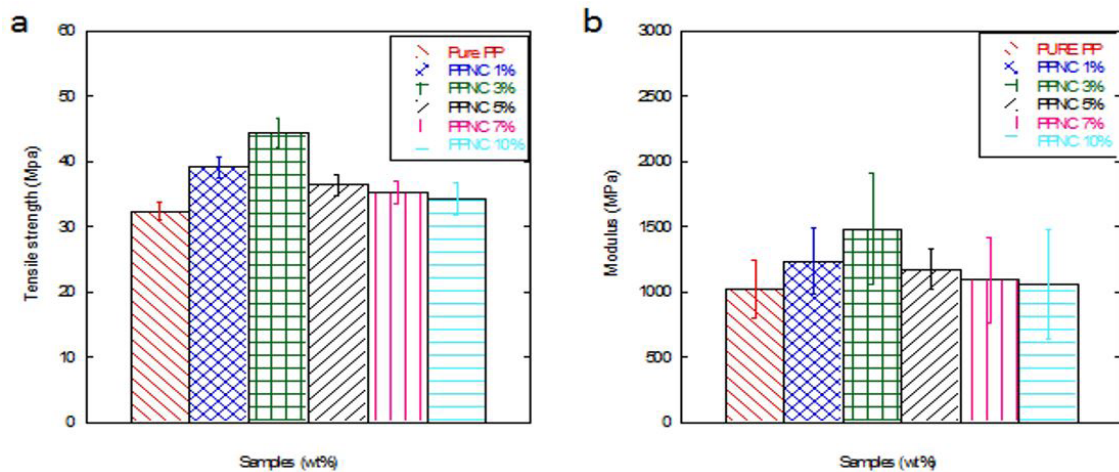 a
60
50
40
30
20
10
0
Tensile strength (Mpa)
Samples (wt%)
Pure PP
PPNC 1%
PPNC 3%
PPNC 5%
PPNC 7%
PPNC 10%
b
3000
2500
2000
1500
1000
500
0
Modulus (MPa)
Samples (wt%)
PURE PP
PPNC 1%
PPNC 3%
PPNC 5%
PPNC 7%
PPNC 10%